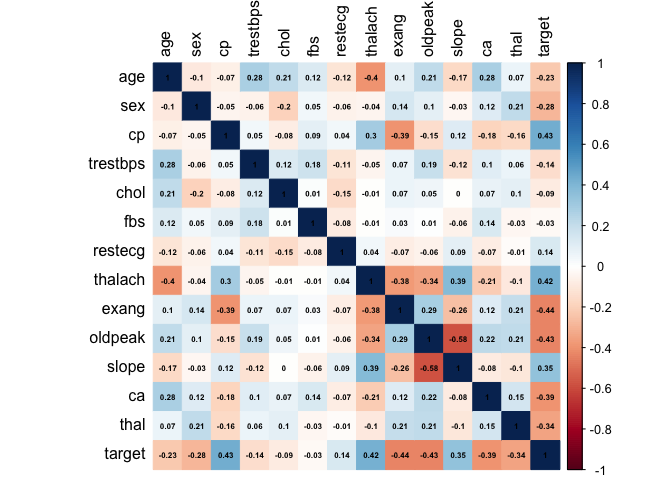 age sex cp trestbps chol fbs restecg thalach exang oldpeak slope ca thal target
age 1 -0.1 -0.07 0.28 0.21 0.12 -0.12 -0.4 0.1 0.21 -0.17 0.28 0.07 -0.23
sex -0.1 1 -0.05 -0.06 -0.2 0.05 -0.06 -0.04 0.14 0.1 -0.03 0.12 0.21 -0.28
cp -0.07 -0.05 1 0.05 -0.08 0.09 0.04 0.3 -0.39 -0.15 0.12 -0.18 -0.16 0.43
trestbps 0.28 -0.06 0.05 1 0.12 0.18 -0.11 -0.05 0.07 0.19 -0.12 0.1 0.06 -0.14
chol 0.21 -0.2 -0.08 0.12 1 0.01 -0.15 -0.01 0.07 0.05 0 0.07 0.1 -0.09
fbs 0.12 0.05 0.09 0.18 0.01 1 -0.08 -0.01 0.03 0.01 -0.06 0.14 -0.03 -0.03
restecg -0.12 -0.06 0.04 -0.11 -0.15 -0.08 1 0.04 -0.07 -0.06 0.09 -0.07 -0.01 0.14
thalach -0.4 -0.04 0.3 -0.05 -0.01 -0.01 0.04 1 -0.38 -0.34 0.39 -0.21 -0.1 0.42
exang 0.1 0.14 -0.39 0.07 0.07 0.03 -0.07 -0.38 1 0.29 -0.26 0.12 0.21 -0.44
oldpeak 0.21 0.1 -0.15 0.19 0.05 0.01 -0.06 -0.34 0.29 1 -0.58 0.22 0.21 -0.43
slope -0.17 -0.03 0.12 -0.12 0 -0.06 0.09 0.39 -0.26 -0.58 1 -0.08 -0.1 0.35
ca 0.28 0.12 -0.18 0.1 0.07 0.14 -0.07 -0.21 0.12 0.22 -0.08 1 0.15 -0.39
thal 0.07 0.21 -0.16 0.06 0.1 -0.03 -0.01 -0.1 0.21 0.21 -0.1 0.15 1 -0.34
target -0.23 -0.28 0.43 -0.14 -0.09 -0.03 0.14 0.42 -0.44 -0.43 0.35 -0.39 -0.34 1
1
0.8
0.6
0.4
0.2
0
-0.2
-0.4
-0.6
-0.8
-1